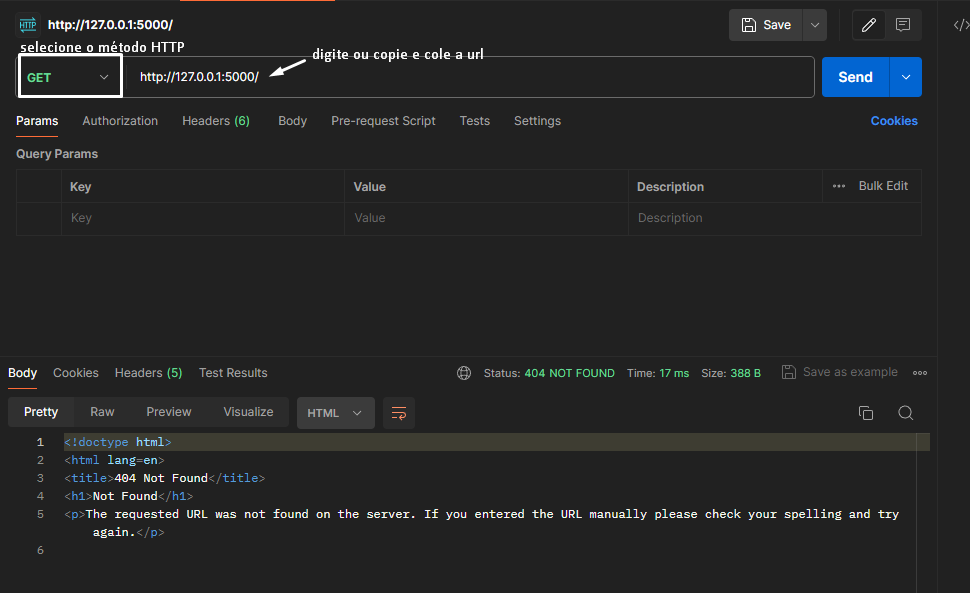 HTTP http://127.0.0.1:5000/
Save
</>
selecione o método HTTP
digite ou copie e cole a url
GET http://127.0.0.1:5000/ Send
Params Authorization Headers (6) Body Pre-request Script Tests Settings Cookies
Query Params
Key Value Description ••• Bulk Edit
Key Value Description
Body Cookies Headers (5) Test Results Status: 404 NOT FOUND Time: 17 ms Size: 388 B Save as example
Pretty Raw Preview Visualize HTML
1 <!doctype html>
2 <html lang=en>
3 <title>404 Not Found</title>
4 <h1>Not Found</h1>
5 <p>The requested URL was not found on the server. If you entered the URL manually please check your spelling and try
again.</p>
6